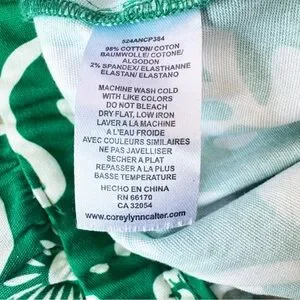 524ANCP384
98% COTTON/ COTON
BAUMWOLLE/ COTONE/
ALGODON
2% SPANDEX/ ELASTHANNE
ELASTAN/ ELASTANO
MACHINE WASH COLD
WITH LIKE COLORS
DO NOT BLEACH
DRY FLAT, LOW IRON
LAVER A LA MACHINE
A L'EAU FROIDE
AVEC COULEURS SIMILAIRES
NE PAS JAVELLISER
SECHER A PLAT
REPASSER A LA PLUS
BASSE TEMPERATURE
HECHO EN CHINA
RN 66170
CA 32054
www.coreylynncalter.com